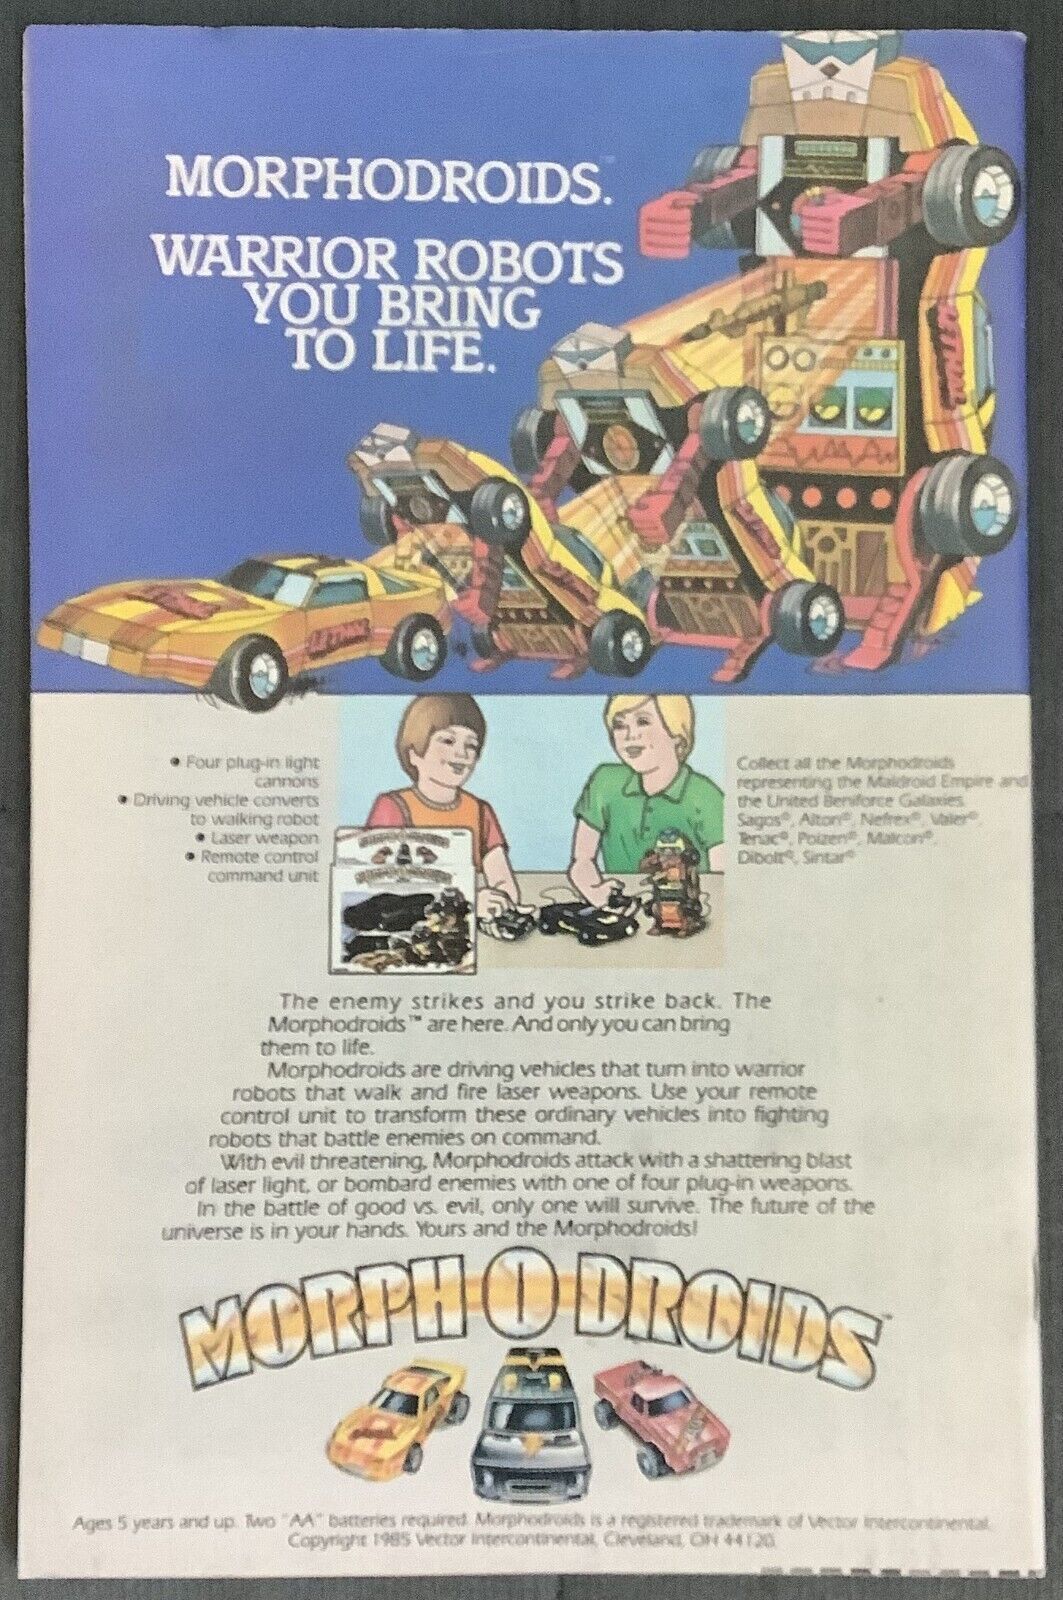 MORPHODROIDS.™
WARRIOR ROBOTS
YOU BRING
TO LIFE.
• Four plug-in light
cannons
• Driving vehicle converts
to walking robot
• Laser weapon
• Remote control
command unit
Collect all the Morphodroids
representing the Maldroid Empire and
the United Beniforce Galaxies.
Sagos®, Alton®, Nefrex®, Valer®,
Tenac®, Poizen®, Malcon®,
Dibolt®, Sintar®
The enemy strikes and you strike back. The
Morphodroids™ are here. And only you can bring
them to life.
Morphodroids are driving vehicles that turn into warrior
robots that walk and fire laser weapons. Use your remote
control unit to transform these ordinary vehicles into fighting
robots that battle enemies on command.
With evil threatening, Morphodroids attack with a shattering blast
of laser light, or bombard enemies with one of four plug-in weapons.
In the battle of good vs. evil, only one will survive. The future of the
universe is in your hands. Yours and the Morphodroids!
MORPH O DROIDS™
Ages 5 years and up. Two "AA" batteries required. Morphodroids is a registered trademark of Vector Intercontinental.
Copyright 1985 Vector Intercontinental, Cleveland, OH 44120.